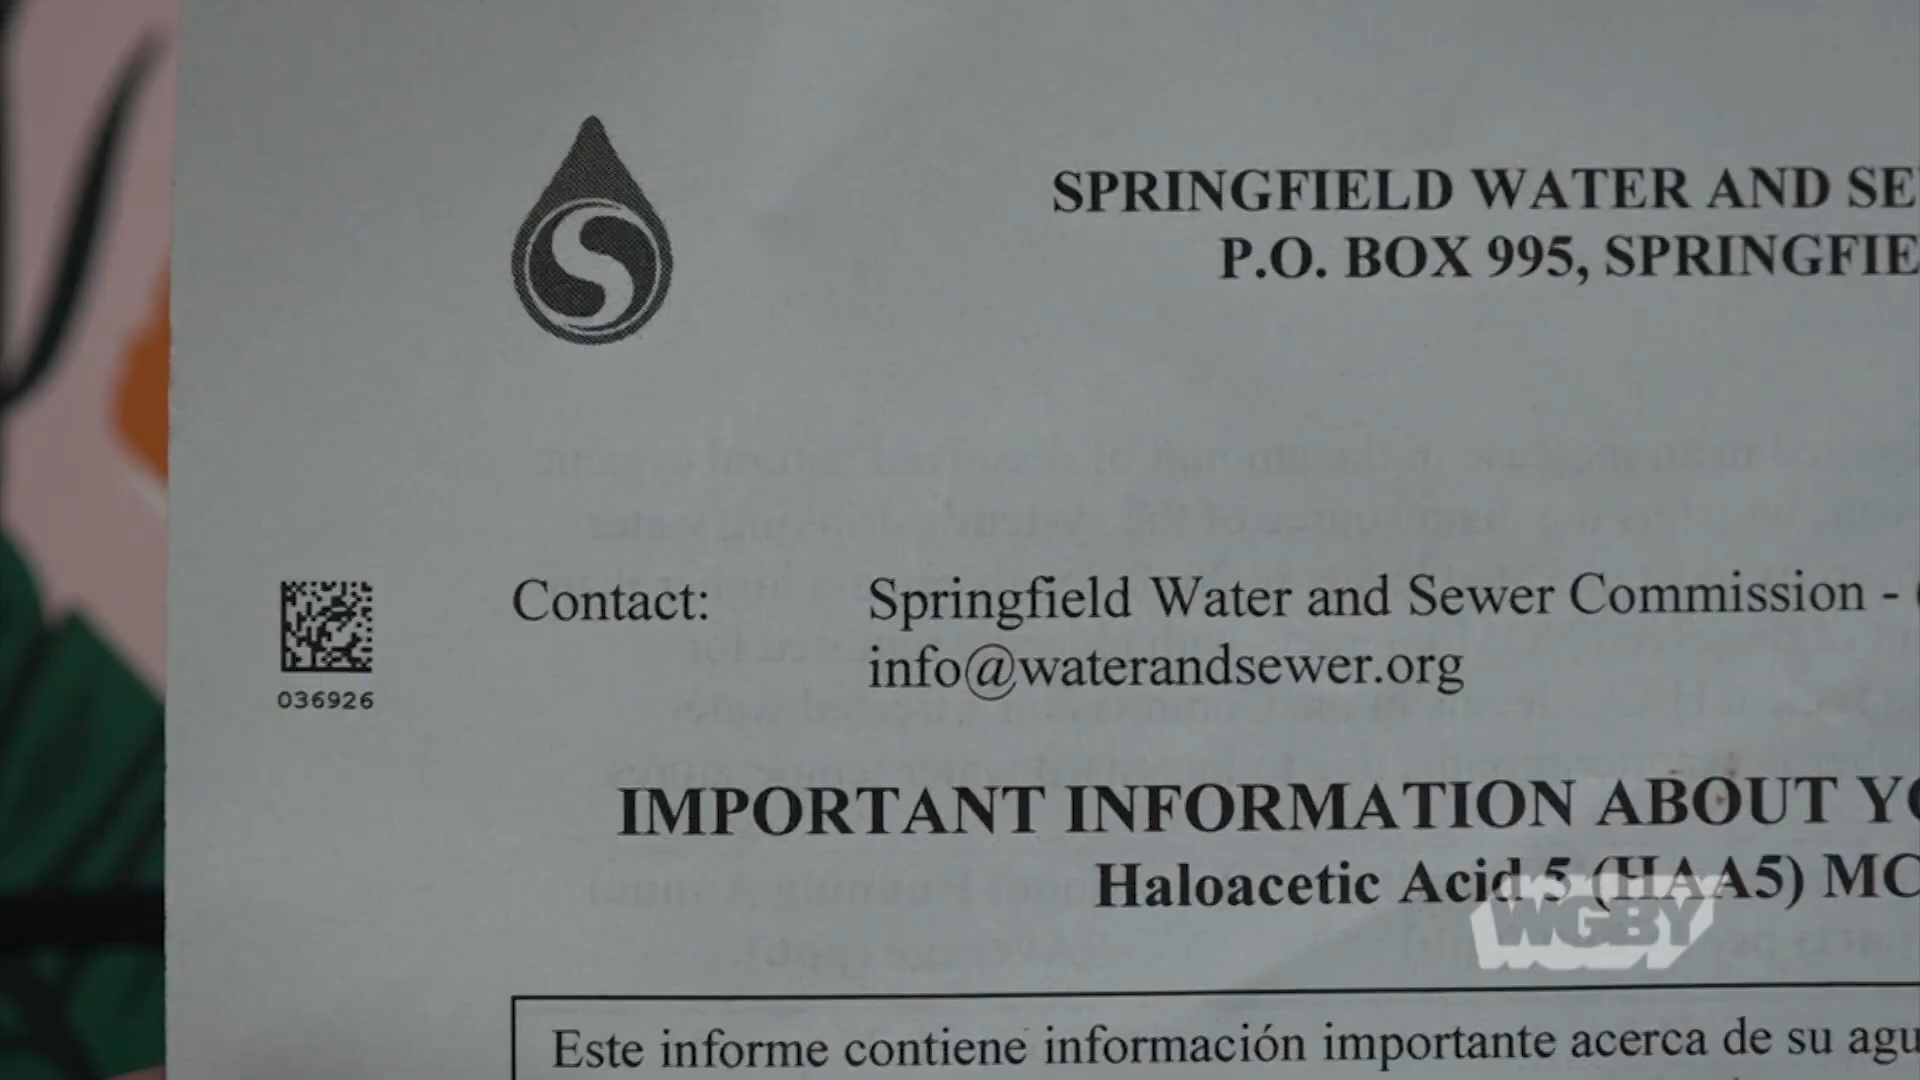 SPRINGFIELD WATER AND SE
P.O. BOX 995, SPRINGFIE
Contact: Springfield Water and Sewer Commission -
info@waterandsewer.org
036926
IMPORTANT INFORMATION ABOUT YO
Haloacetic Acid 5 (HAA5) MC
WGBY
Este informe contiene información importante acerca de su agu